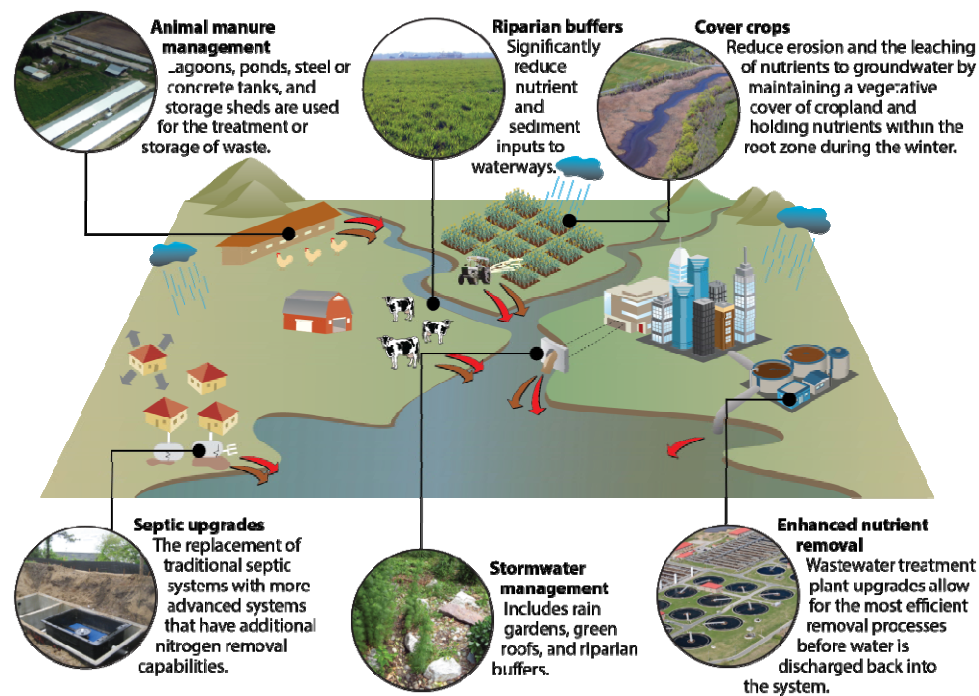 Animal manure
management
Lagoons, ponds, steel or
concrete tanks, and
storage sheds are used
for the treatment or
storage of waste.
Riparian buffers
Significantly
reduce
nutrient
and
sediment
inputs to
waterways.
Cover crops
Reduce erosion and the leaching
of nutrients to groundwater by
maintaining a vegetative
cover of cropland and
holding nutrients within the
root zone during the winter.
Septic upgrades
The replacement of
traditional septic
systems with more
advanced systems
that have additional
nitrogen removal
capabilities.
Stormwater
management
Includes rain
gardens, green
roofs, and riparian
buffers.
Enhanced nutrient
removal
Wastewater treatment
plant upgrades allow
for the most efficient
removal processes
before water is
discharged back into
the system.